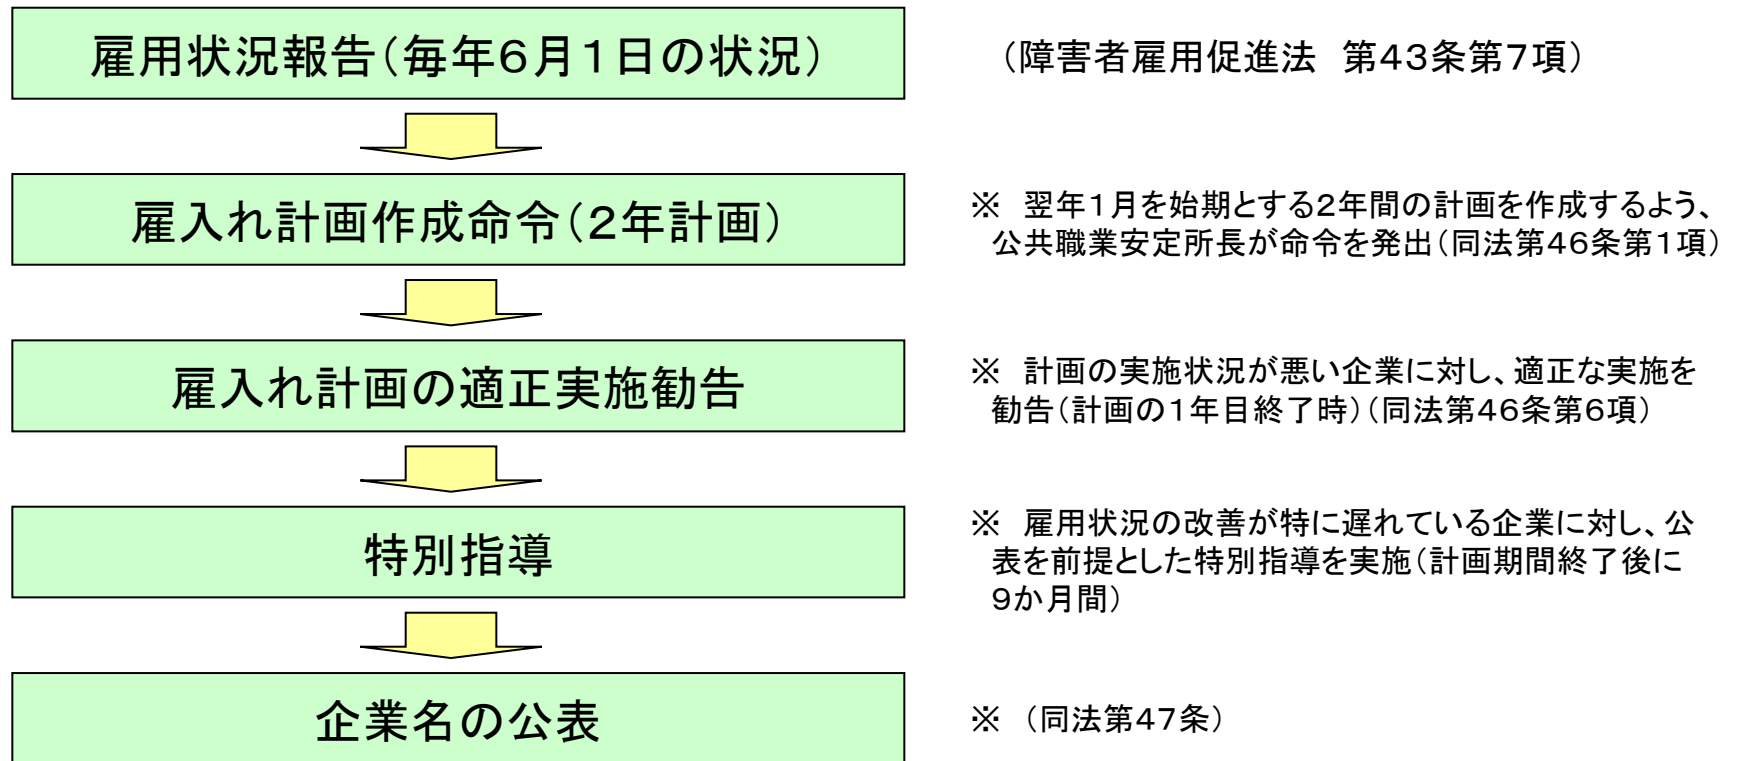 雇用状況報告(毎年6月1日の状況)
(障害者雇用促進法 第43条第7項)
雇入れ計画作成命令(2年計画)
※ 翌年1月を始期とする2年間の計画を作成するよう、
公共職業安定所長が命令を発出(同法第46条第1項)
雇入れ計画の適正実施勧告
※ 計画の実施状況が悪い企業に対し、適正な実施を
勧告(計画の1年目終了時)(同法第46条第6項)
特別指導
※ 雇用状況の改善が特に遅れている企業に対し、公
表を前提とした特別指導を実施(計画期間終了後に
9か月間)
企業名の公表
※ (同法第47条)